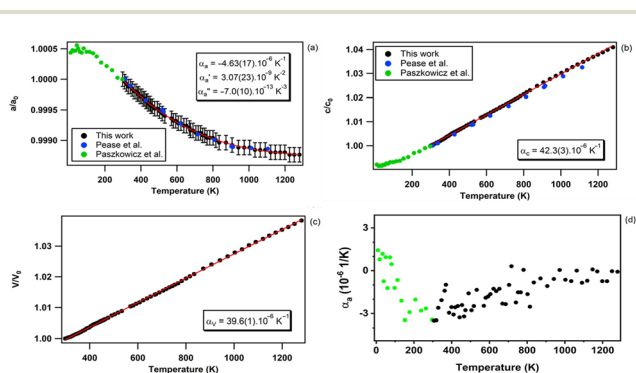 (a)
1.0005
1.0000
0.9995
0.9990
a/a0
αa = −4.63(17).10−6 K−1
αa' = 3.07(23).10−9 K−2
αa" = −7.0(10).10−13 K−3
This work
Pease et al.
Paszkowicz et al.
200 400 600 800 1000 1200
Temperature (K)
(b)
1.04
1.03
1.02
1.01
1.00
c/c0
This work
Pease et al.
Paszkowicz et al.
αc = 42.3(3).10−6 K−1
200 400 600 800 1000 1200
Temperature (K)
(c)
1.03
1.02
1.01
1.00
V/V0
αV = 39.6(1).10−6 K−1
400 600 800 1000 1200
Temperature (K)
(d)
3
0
-3
αa (10-6 1/K)
0 200 400 600 800 1000 1200
Temperature (K)